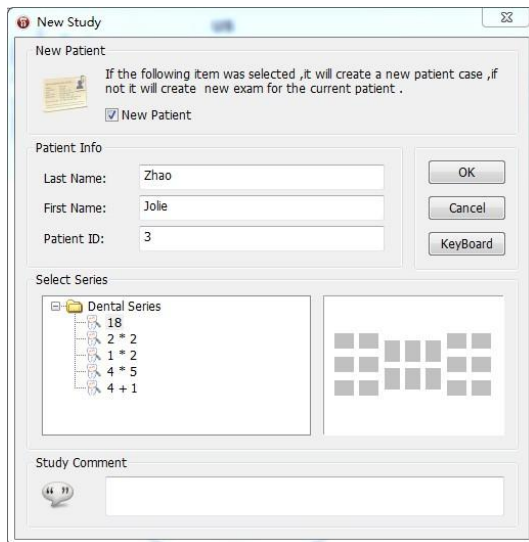 New Study
New Patient
If the following item was selected ,it will create a new patient case ,if
not it will create new exam for the current patient .
New Patient
Patient Info
Last Name: Zhao
First Name: Jolie
Patient ID: 3
OK
Cancel
KeyBoard
Select Series
Dental Series
18
2 * 2
1 * 2
4 * 5
4 + 1
Study Comment